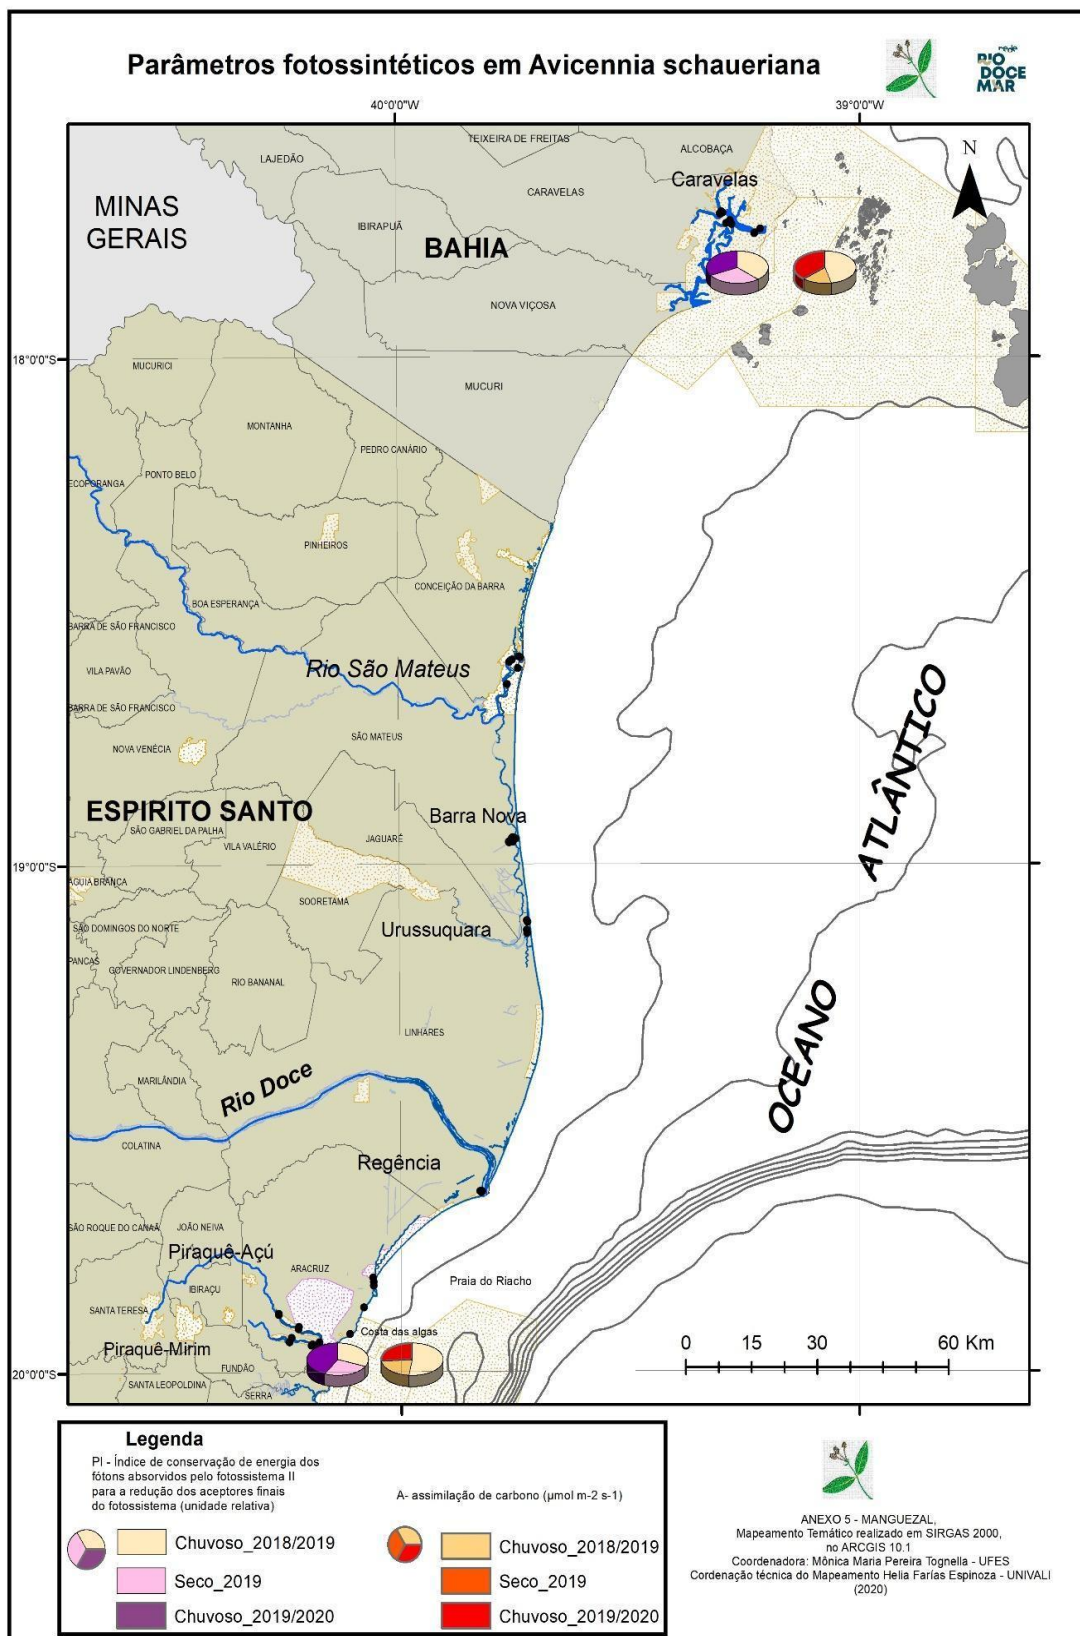 Parâmetros fotossintéticos em Avicennia schaueriana
rede
RIO
DOCE
MAR
40°0'0"W
39°0'0"W
TEIXEIRA DE FREITAS
LAJEDÃO
ALCOBAÇA
N
Caravelas
CARAVELAS
MINAS
GERAIS
IBIRAPUÃ
BAHIA
NOVA VIÇOSA
18°0'0"S
MUCURICI
MUCURI
MONTANHA
PEDRO CANÁRIO
PONTO BELO
ECOPORANGA
PINHEIROS
CONCEIÇÃO DA BARRA
BOA ESPERANÇA
BARRA DE SÃO FRANCISCO
Rio São Mateus
VILA PAVÃO
BARRA DE SÃO FRANCISCO
SÃO MATEUS
NOVA VENÉCIA
ATLÂNTICO
ESPIRITO SANTO
Barra Nova
SÃO GABRIEL DA PALHA
JAGUARÉ
VILA VALÉRIO
19°0'0"S
AGUIA BRANCA
SOORETAMA
SÃO DOMINGOS DO NORTE
Urussuquara
PANCAS
GOVERNADOR LINDENBERG
RIO BANANAL
OCEANO
LINHARES
MARILÂNDIA
Rio Doce
COLATINA
Regência
SÃO ROQUE DO CANAÃ
JOÃO NEIVA
Piraquê-Açú
ARACRUZ
Praia do Riacho
IBIRAÇU
SANTA TERESA
Costa das algas
0 15 30 60 Km
Piraquê-Mirim
FUNDÃO
20°0'0"S
SANTA LEOPOLDINA
SERRA
Legenda
PI - Índice de conservação de energia dos
fótons absorvidos pelo fotossistema II
para a redução dos aceptores finais
do fotossistema (unidade relativa)
Chuvoso_2018/2019
Seco_2019
Chuvoso_2019/2020
A- assimilação de carbono (µmol m-2 s-1)
Chuvoso_2018/2019
Seco_2019
Chuvoso_2019/2020
ANEXO 5 - MANGUEZAL,
Mapeamento Temático realizado em SIRGAS 2000,
no ARCGIS 10.1
Coordenadora: Mônica Maria Pereira Tognella - UFES
Cordenação técnica do Mapeamento Helia Farías Espinoza - UNIVALI
(2020)